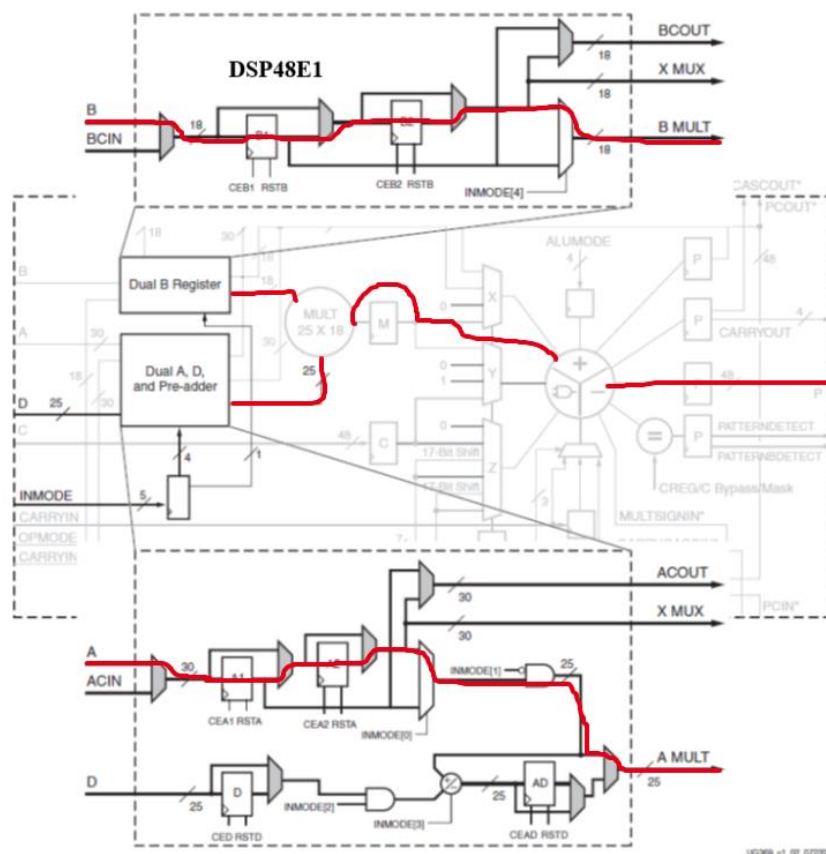 DSP48E1
BCOUT
18
X MUX
18
B
18
BCIN
B1
B2
B MULT
18
CEB1 RSTB
CEB2 RSTB
INMODE[4]
CASCOUT*
PCOUT*
18
30
18
18
ALUMODE
4
48
B
Dual B Register
MULT
25 X 18
0
X
M
P
P
4
CARRYOUT
A
30
30
Dual A, D,
and Pre-adder
25
0
1
Y
+
−
P
48
P
D
25
18
30
C
48
C
0
17-Bit Shift
Z
17-Bit Shift
=
P
PATTERNDETECT
PATTERNBDETECT
4
1
3
CREG/C Bypass/Mask
INMODE
5
CARRYIN
OPMODE
CARRYIN
MULTSIGNIN*
PCIN*
ACOUT
30
X MUX
30
A
30
ACIN
A1
A2
INMODE[1]
25
CEA1 RSTA
CEA2 RSTA
INMODE[0]
A MULT
25
D
25
D
INMODE[2]
+
−
25
AD
INMODE[3]
CED RSTD
CEAD RSTD